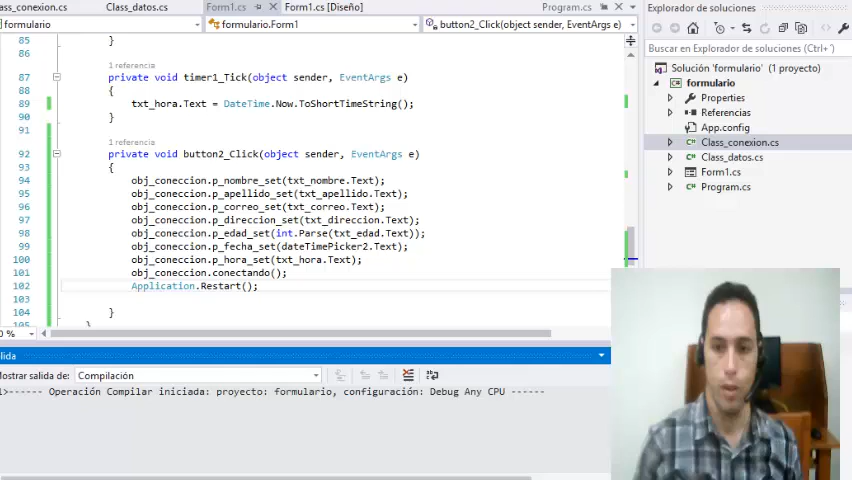 lass_conexion.cs
Class_datos.cs
Form1.cs
Form1.cs [Diseño]
Program.cs
formulario
formulario.Form1
button2_Click(object sender, EventArgs e)
85 }
86
1 referencia
87 private void timer1_Tick(object sender, EventArgs e)
88 {
89 txt_hora.Text = DateTime.Now.ToShortTimeString();
90 }
91
1 referencia
92 private void button2_Click(object sender, EventArgs e)
93 {
94 obj_coneccion.p_nombre_set(txt_nombre.Text);
95 obj_coneccion.p_apellido_set(txt_apellido.Text);
96 obj_coneccion.p_correo_set(txt_correo.Text);
97 obj_coneccion.p_direccion_set(txt_direccion.Text);
98 obj_coneccion.p_edad_set(int.Parse(txt_edad.Text));
99 obj_coneccion.p_fecha_set(dateTimePicker2.Text);
100 obj_coneccion.p_hora_set(txt_hora.Text);
101 obj_coneccion.conectando();
102 Application.Restart();
103
104 }
105 }
0 %
alida
ostrar salida de: Compilación
1>------ Operación Compilar iniciada: proyecto: formulario, configuración: Debug Any CPU ------
Explorador de soluciones
Buscar en Explorador de soluciones (Ctrl+'
Solución 'formulario' (1 proyecto)
formulario
Properties
Referencias
App.config
Class_conexion.cs
Class_datos.cs
Form1.cs
Program.cs